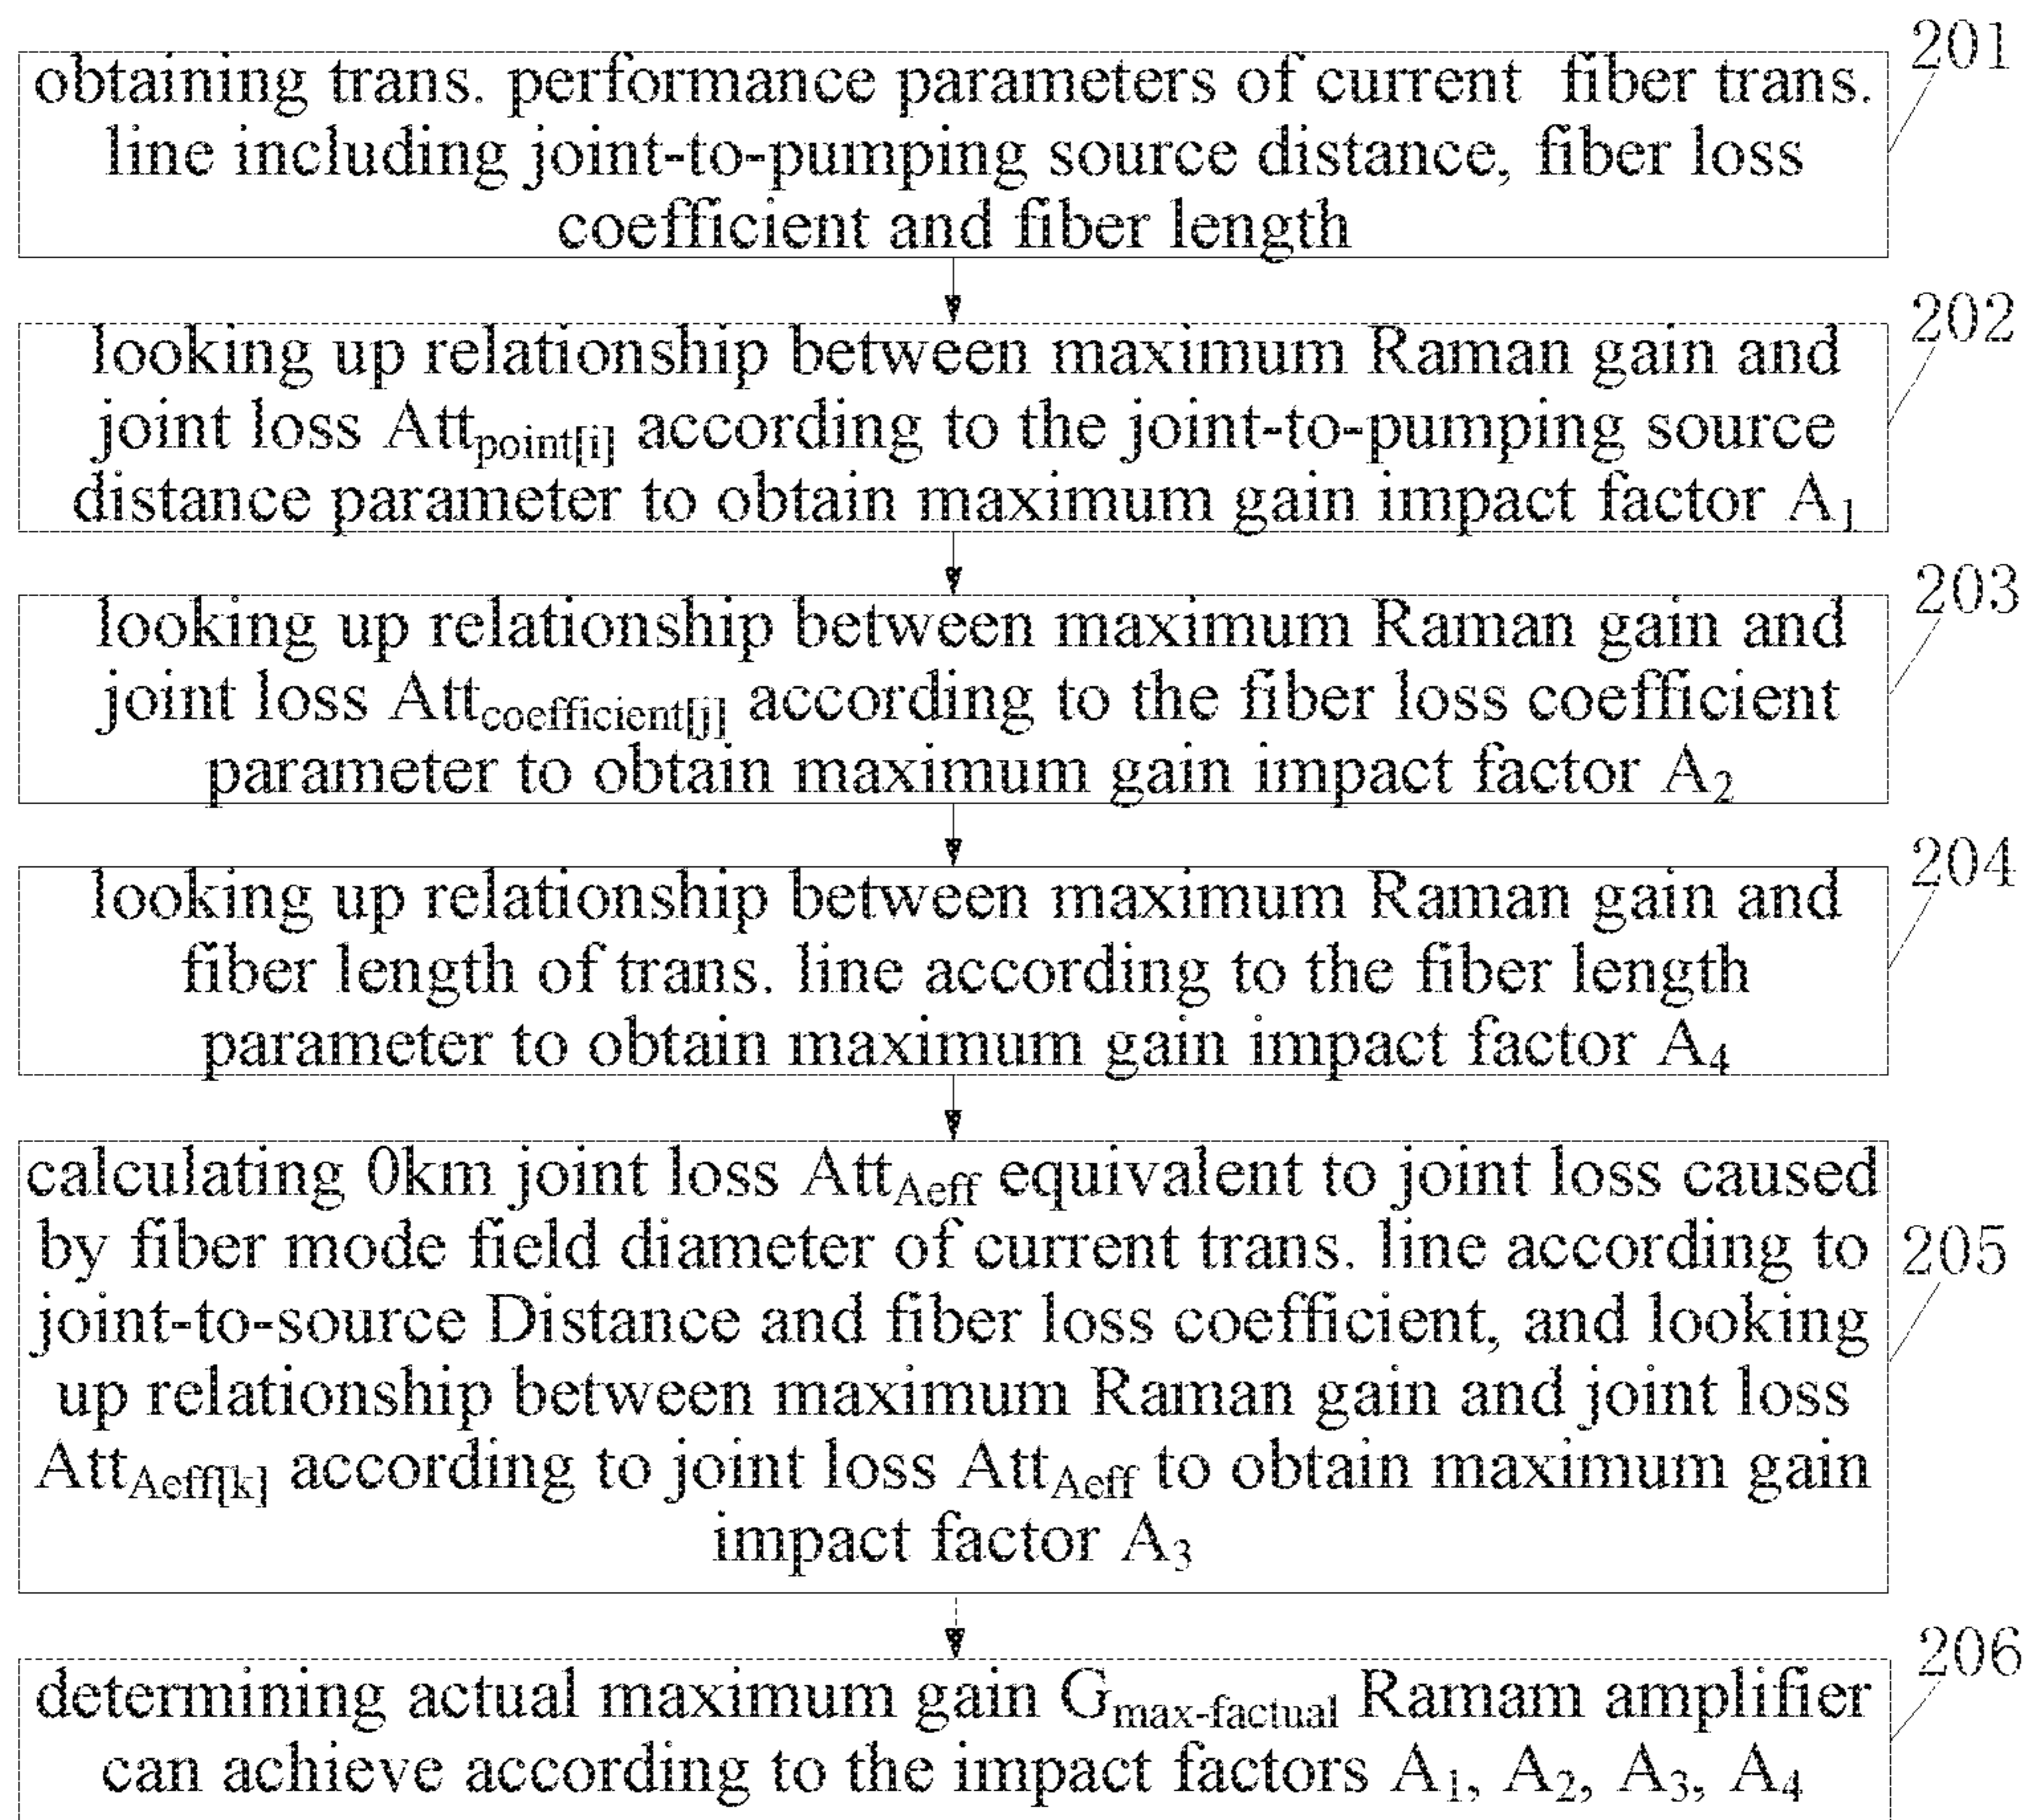 201
obtaining trans. performance parameters of current fiber trans.
line including joint-to-pumping source distance, fiber loss
coefficient and fiber length
202
looking up relationship between maximum Raman gain and
joint loss Att_point[i] according to the joint-to-pumping source
distance parameter to obtain maximum gain impact factor A_1
203
looking up relationship between maximum Raman gain and
joint loss Att_coefficient[j] according to the fiber loss coefficient
parameter to obtain maximum gain impact factor A_2
204
looking up relationship between maximum Raman gain and
fiber length of trans. line according to the fiber length
parameter to obtain maximum gain impact factor A_4
205
calculating 0km joint loss Att_Aeff equivalent to joint loss caused
by fiber mode field diameter of current trans. line according to
joint-to-source Distance and fiber loss coefficient, and looking
up relationship between maximum Raman gain and joint loss
Att_Aeff[k] according to joint loss Att_Aeff to obtain maximum gain
impact factor A_3
206
determining actual maximum gain G_max-factual Ramam amplifier
can achieve according to the impact factors A_1, A_2, A_3, A_4